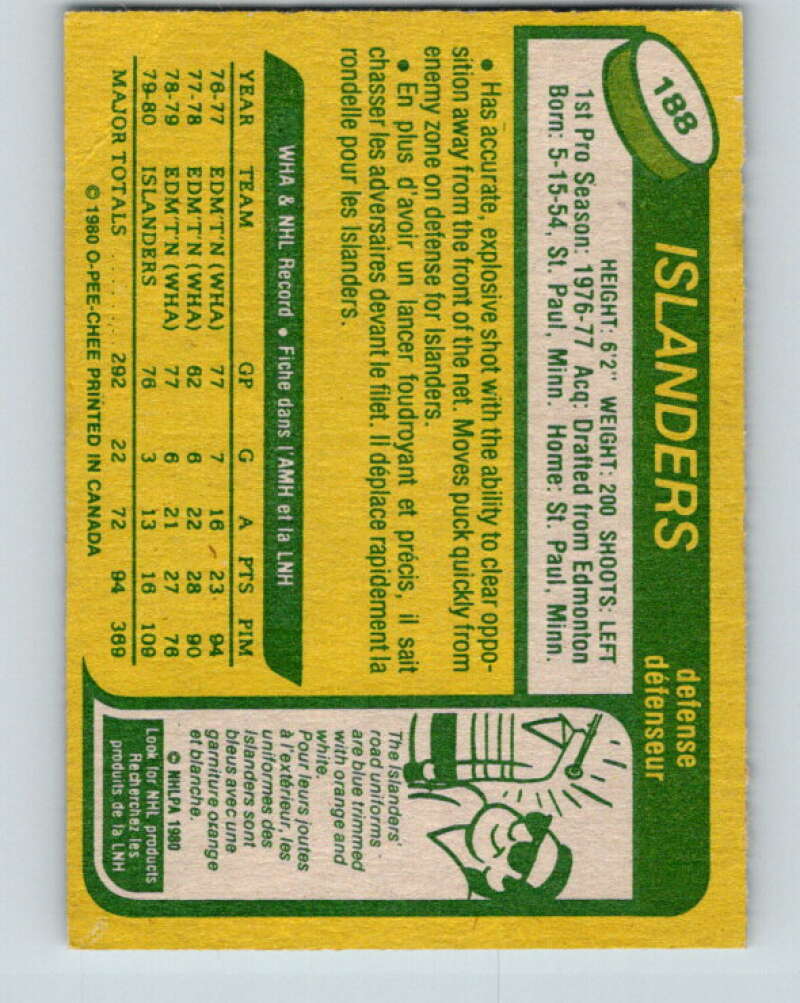 188
ISLANDERS
defense
défenseur
HEIGHT: 6'2" WEIGHT: 200 SHOOTS: LEFT
1st Pro Season: 1976-77 Acq: Drafted from Edmonton
Born: 5-15-54, St. Paul, Minn. Home: St. Paul, Minn.
• Has accurate, explosive shot with the ability to clear oppo-
sition away from the front of the net. Moves puck quickly from
enemy zone on defense for Islanders.
• En plus d'avoir un lancer foudroyant et précis, il sait
chasser les adversaires devant le filet. Il déplace rapidement la
rondelle pour les Islanders.
WHA & NHL Record • Fiche dans l'AMH et la LNH
YEAR TEAM GP G A PTS PIM
76-77 EDM'T'N (WHA) 77 7 16 23 94
77-78 EDM'T'N (WHA) 62 6 22 28 90
78-79 EDM'T'N (WHA) 77 6 21 27 76
79-80 ISLANDERS 76 3 13 16 109
MAJOR TOTALS ...... 292 22 72 94 369
© 1980 O-PEE-CHEE PRINTED IN CANADA
The Islanders'
road uniforms
are blue trimmed
with orange and
white.
Pour leurs joutes
à l'extérieur, les
uniformes des
Islanders sont
bleus avec une
garniture orange
et blanche.
© NHLPA 1980
Look for NHL products
Recherchez les
produits de la LNH